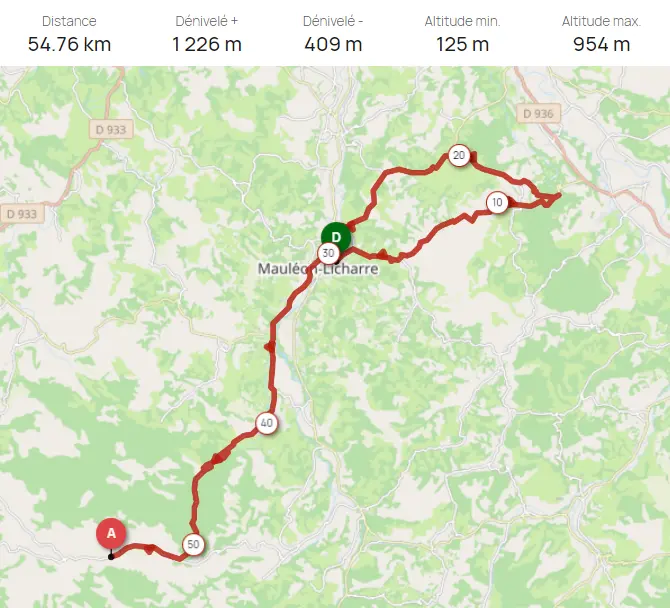 Distance
Dénivelé +
Dénivelé -
Altitude min.
Altitude max.
54.76 km
1 226 m
409 m
125 m
954 m
D 933
D 936
20
10
D 933
D
30
Mauléon-Licharre
40
A
50